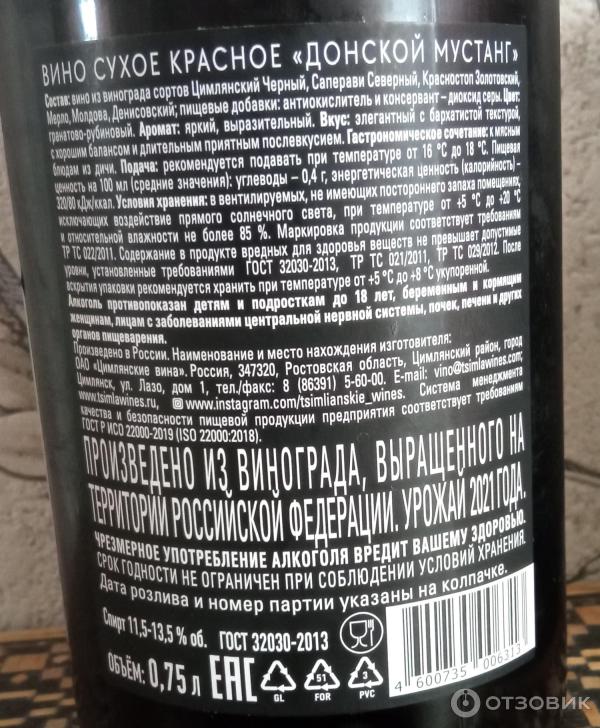 ВИНО СУХОЕ КРАСНОЕ «ДОНСКОЙ МУСТАНГ»
Состав: вино из винограда сортов Цимлянский Черный, Саперави Северный, Красностоп Золотовский,
Мерло, Молдова, Денисовский; пищевые добавки: антиокислитель и консервант – диоксид серы. Цвет:
гранатово-рубиновый. Аромат: яркий, выразительный. Вкус: элегантный с бархатистой текстурой,
с хорошим балансом и длительным приятным послевкусием. Гастрономическое сочетание: к мясным
блюдам из дичи. Подача: рекомендуется подавать при температуре от 16 °С до 18 °С. Пищевая
ценность на 100 мл (средние значения): углеводы – 0,4 г, энергетическая ценность (калорийность) –
320/80 кДж/ккал. Условия хранения: в вентилируемых, не имеющих постороннего запаха помещениях,
исключающих воздействие прямого солнечного света, при температуре от +5 °С до +20 °С
и относительной влажности не более 85 %. Маркировка продукции соответствует требованиям
ТР ТС 022/2011. Содержание в продукте вредных для здоровья веществ не превышает допустимые
уровни, установленные требованиями ГОСТ 32030-2013, ТР ТС 021/2011, ТР ТС 029/2012. После
вскрытия упаковки рекомендуется хранить при температуре от +5 °С до +8 °С укупоренной.
Алкоголь противопоказан детям и подросткам до 18 лет, беременным и кормящим
женщинам, лицам с заболеваниями центральной нервной системы, почек, печени и других
органов пищеварения.
Произведено в России. Наименование и место нахождения изготовителя:
ОАО «Цимлянские вина». Россия, 347320, Ростовская область, Цимлянский район, город
Цимлянск, ул. Лазо, дом 1, тел./факс: 8 (86391) 5-60-00. E-mail: vino@tsimlawines.com;
www.tsimlawines.ru, www.instagram.com/tsimlianskie_wines. Система менеджмента
качества и безопасности пищевой продукции предприятия соответствует требованиям
ГОСТ Р ИСО 22000-2019 (ISO 22000:2018).
ПРОИЗВЕДЕНО ИЗ ВИНОГРАДА, ВЫРАЩЕННОГО НА
ТЕРРИТОРИИ РОССИЙСКОЙ ФЕДЕРАЦИИ. УРОЖАЙ 2021 ГОДА.
ЧРЕЗМЕРНОЕ УПОТРЕБЛЕНИЕ АЛКОГОЛЯ ВРЕДИТ ВАШЕМУ ЗДОРОВЬЮ.
СРОК ГОДНОСТИ НЕ ОГРАНИЧЕН ПРИ СОБЛЮДЕНИИ УСЛОВИЙ ХРАНЕНИЯ.
Дата розлива и номер партии указаны на колпачке.
Спирт 11,5-13,5 % об. ГОСТ 32030-2013
ОБЪЁМ: 0,75 л EAC
GL
51
FOR
3
PVC
4 600735 006313
ОТЗОВИК